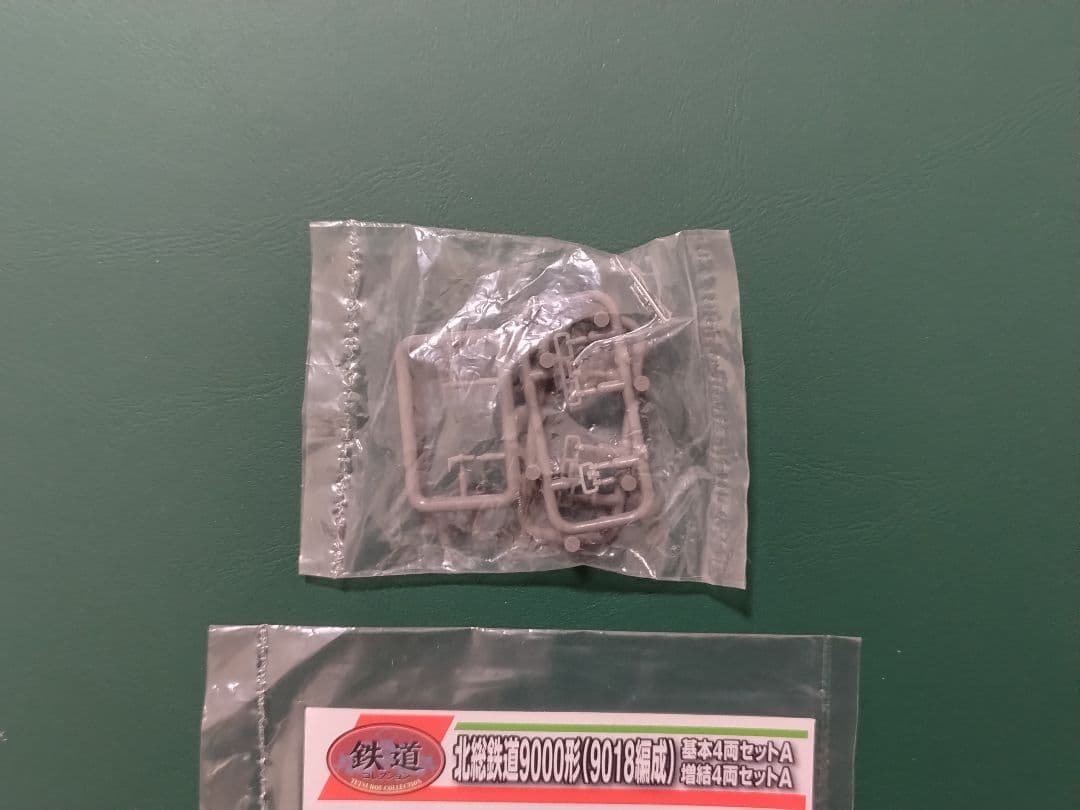 鉄道
コレクション
TETSUDOU COLLECTION
北総鉄道9000形(9018編成)
基本4両セットA
増結4両セットA